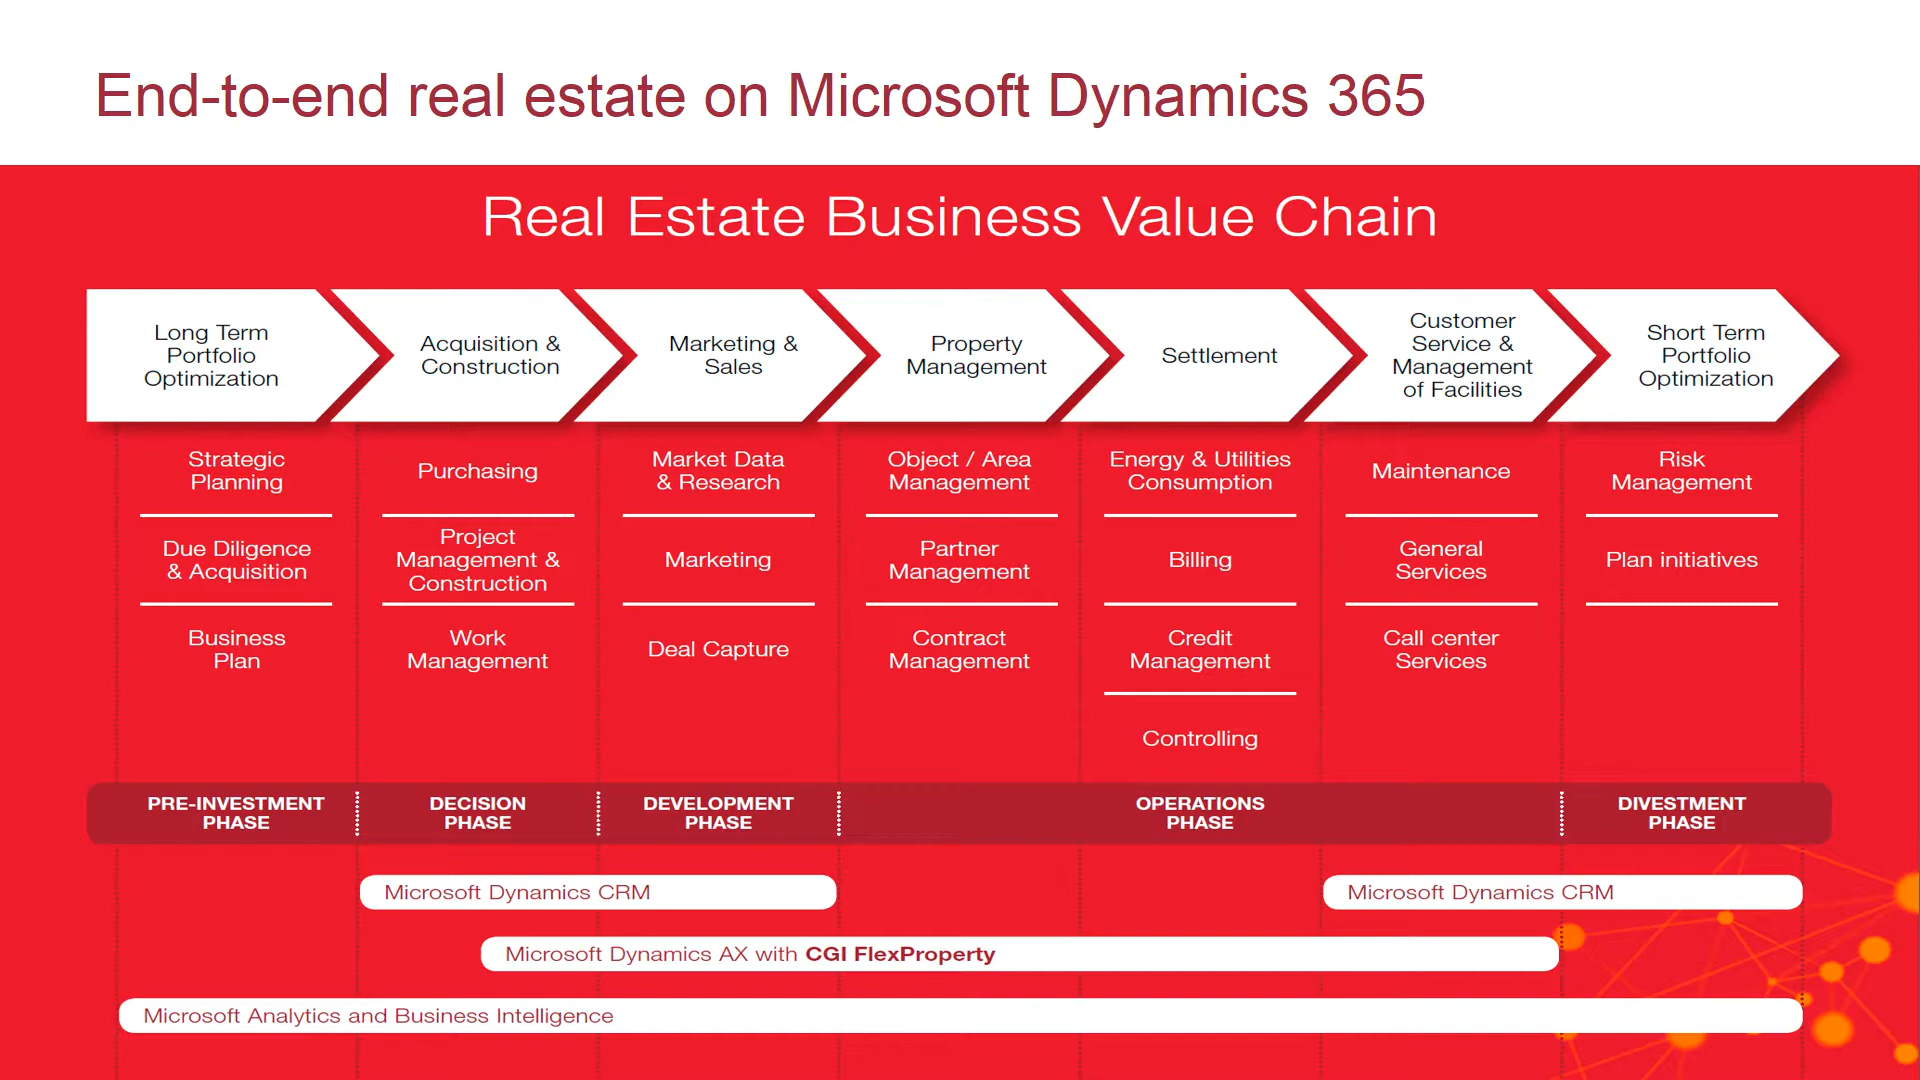 End-to-end real estate on Microsoft Dynamics 365
Real Estate Business Value Chain
Long Term
Portfolio
Optimization
Acquisition &
Construction
Marketing &
Sales
Property
Management
Settlement
Customer
Service &
Management
of Facilities
Short Term
Portfolio
Optimization
Strategic
Planning
Due Diligence
& Acquisition
Business
Plan
Purchasing
Project
Management &
Construction
Work
Management
Market Data
& Research
Marketing
Deal Capture
Object / Area
Management
Partner
Management
Contract
Management
Energy & Utilities
Consumption
Billing
Credit
Management
Controlling
Maintenance
General
Services
Call center
Services
Risk
Management
Plan initiatives
PRE-INVESTMENT
PHASE
DECISION
PHASE
DEVELOPMENT
PHASE
OPERATIONS
PHASE
DIVESTMENT
PHASE
Microsoft Dynamics CRM
Microsoft Dynamics CRM
Microsoft Dynamics AX with CGI FlexProperty
Microsoft Analytics and Business Intelligence